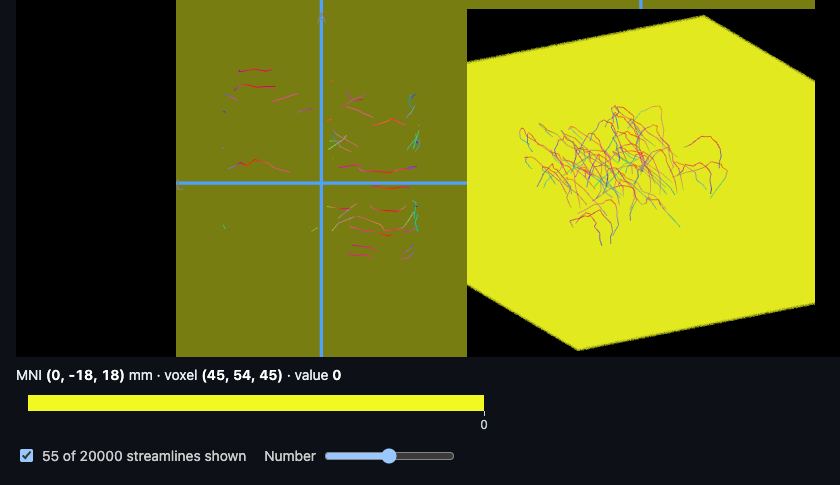 MNI (0, -18, 18) mm · voxel (45, 54, 45) · value 0
0
55 of 20000 streamlines shown Number